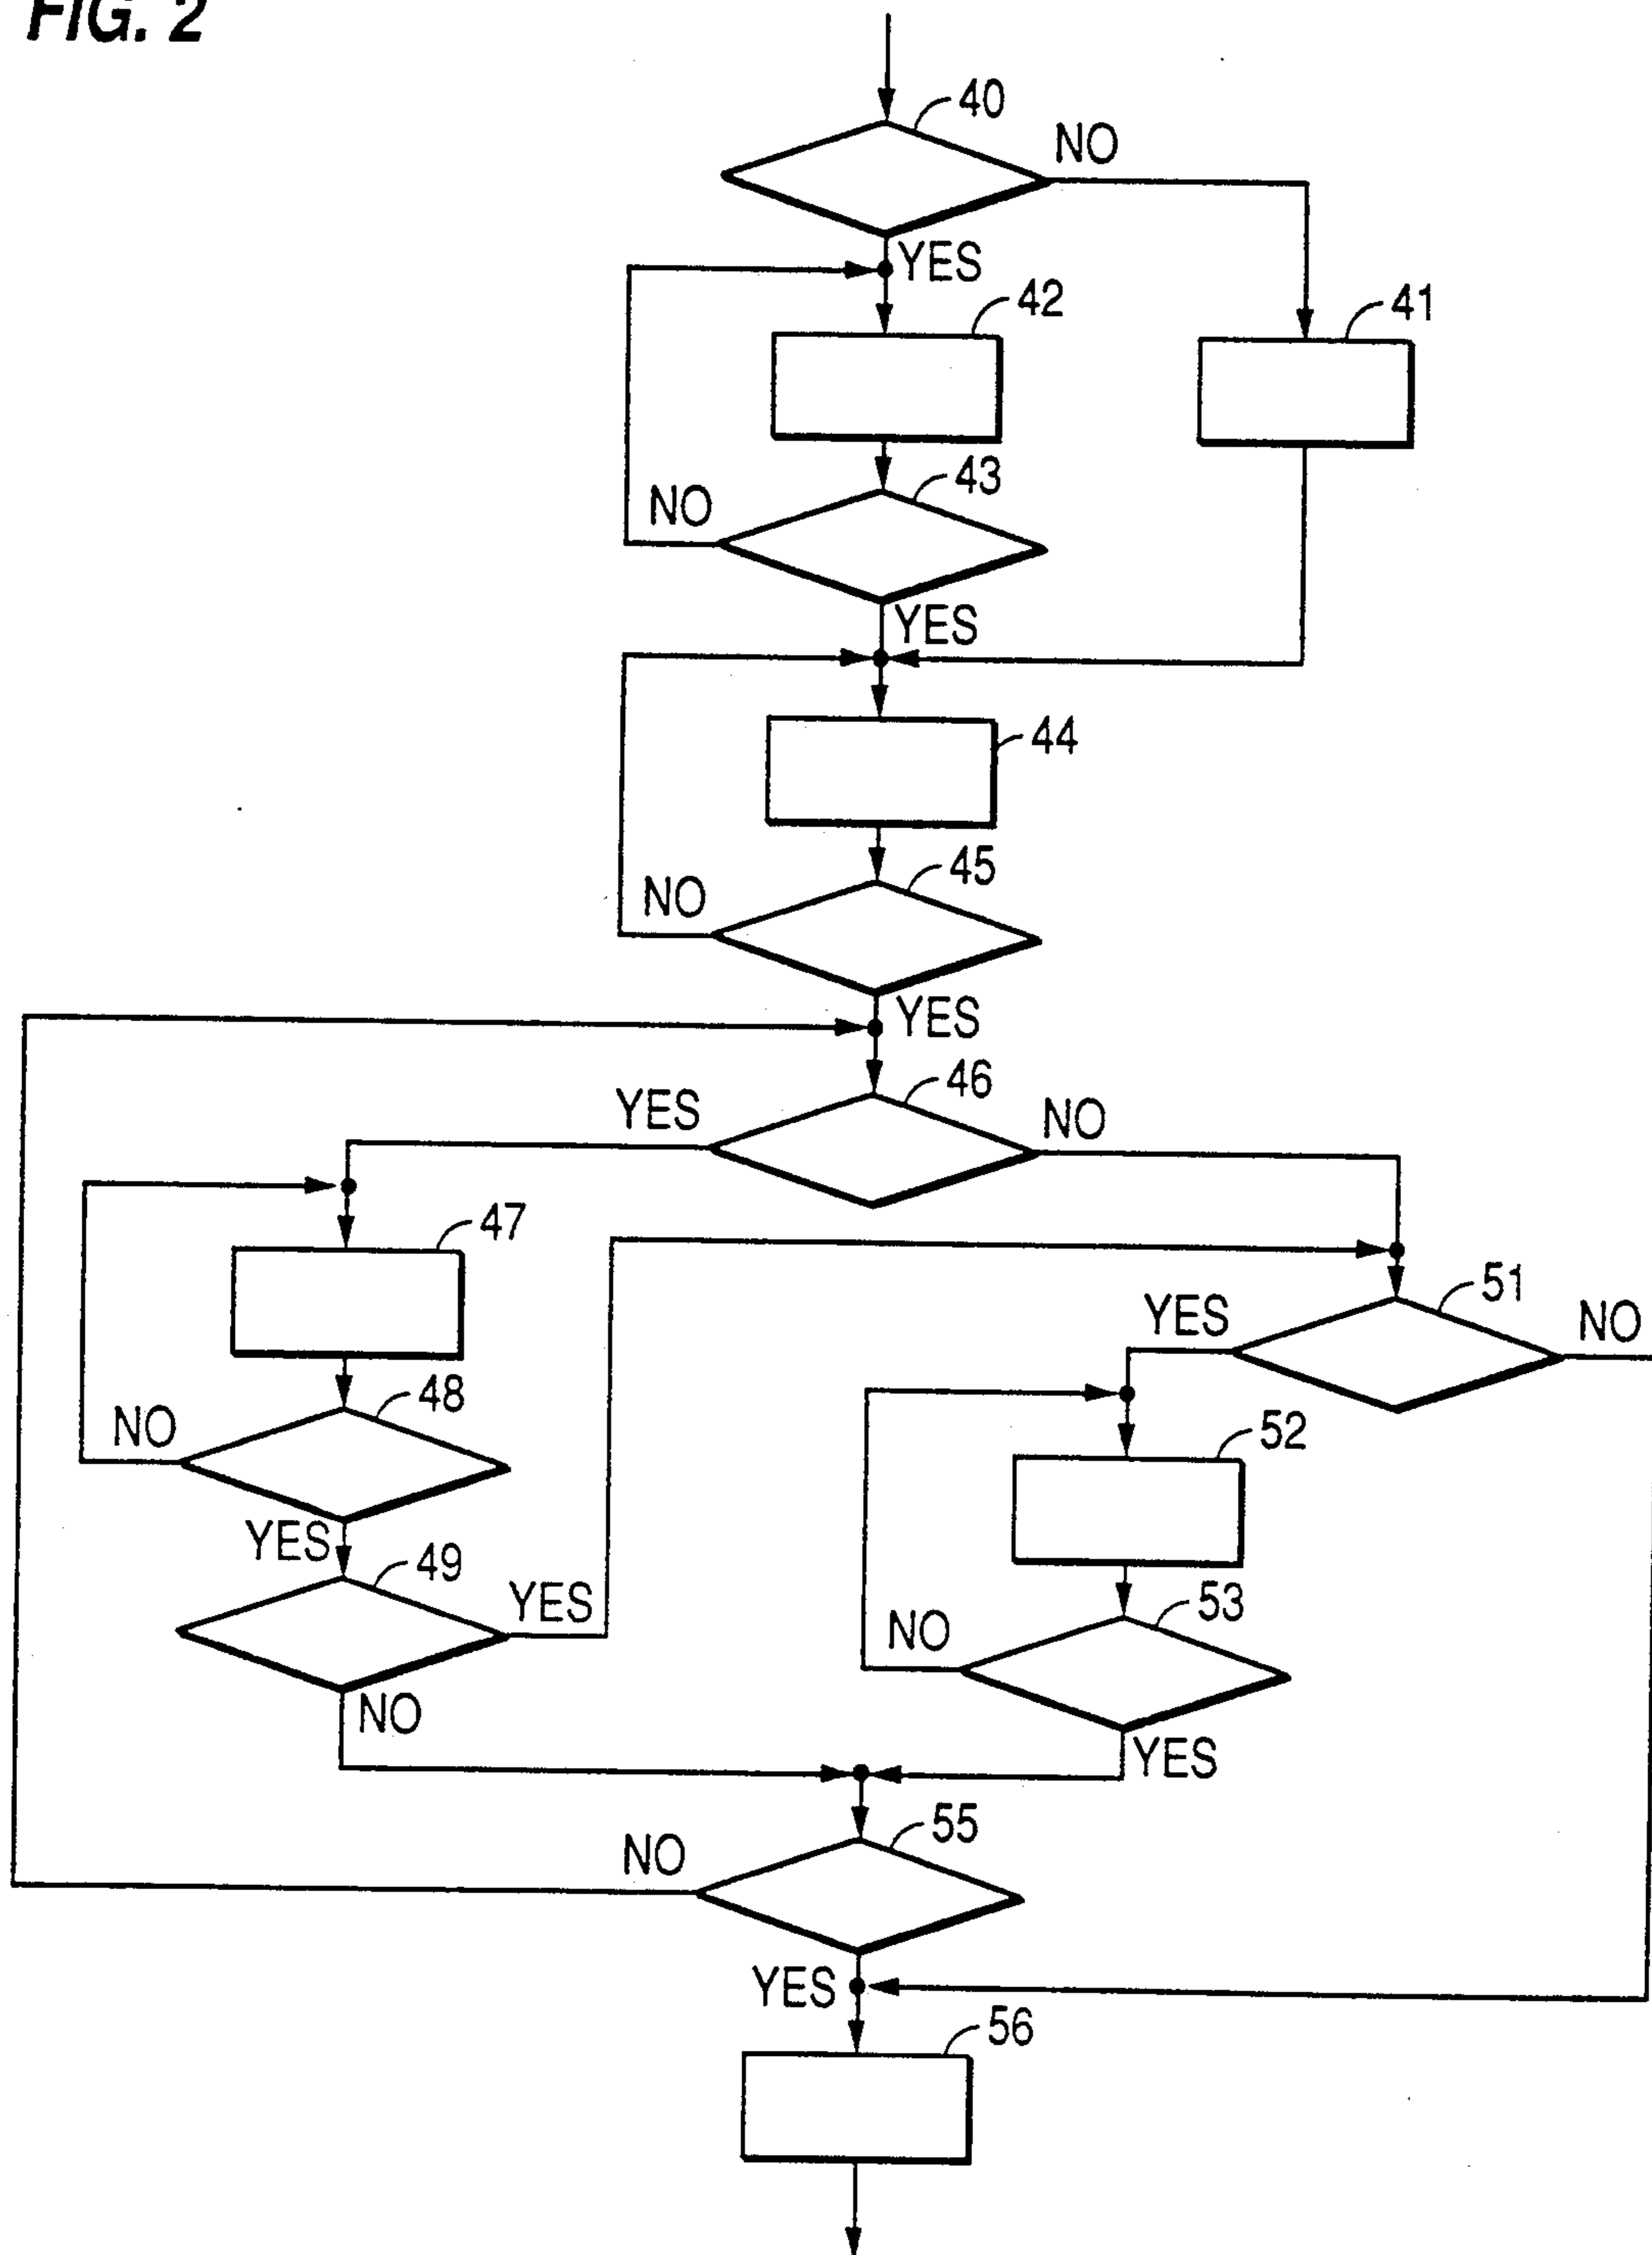 FIG. 2
40
NO
YES
42
41
43
NO
YES
44
45
NO
YES
46
YES
NO
47
51
YES
NO
48
NO
52
YES
49
YES
53
NO
NO
YES
55
NO
YES
56